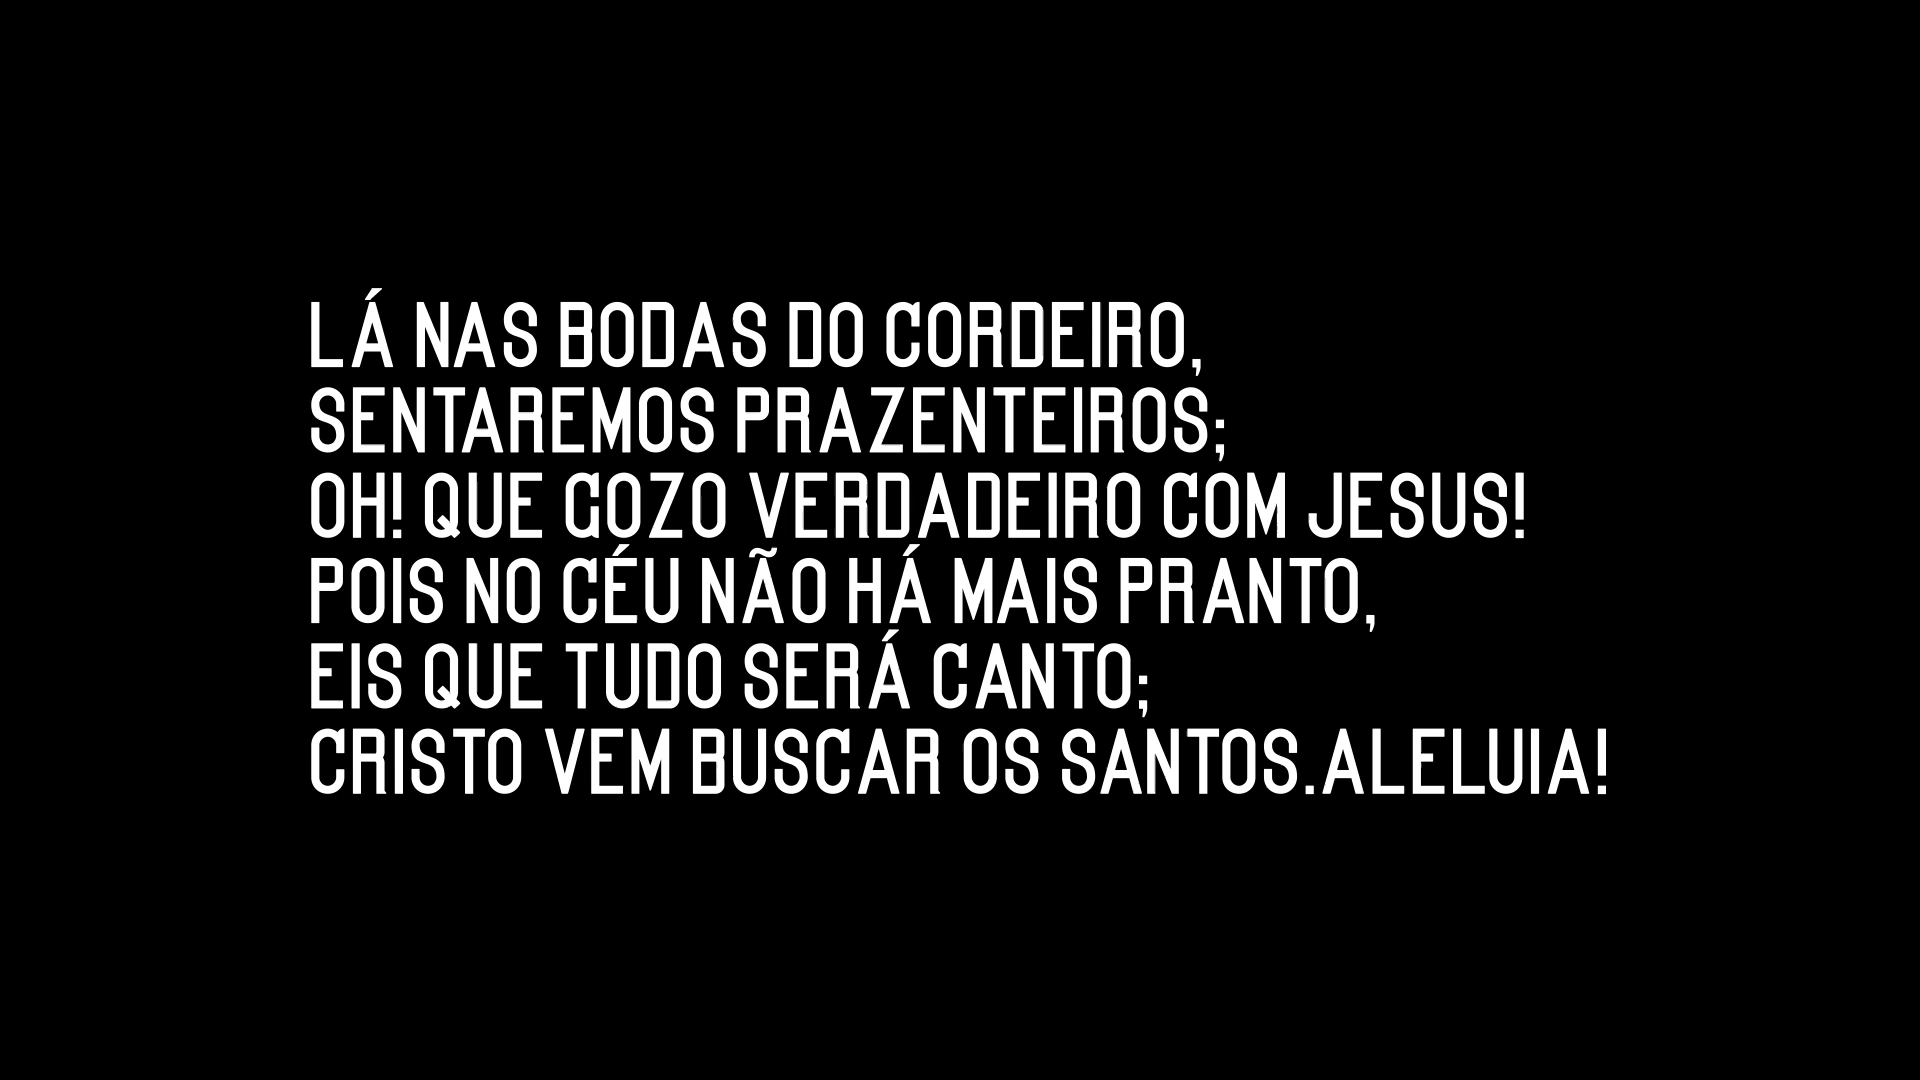 LÁ NAS BODAS DO CORDEIRO,
SENTAREMOS PRAZENTEIROS;
OH! QUE GOZO VERDADEIRO COM JESUS!
POIS NO CÉU NÃO HÁ MAIS PRANTO,
EIS QUE TUDO SERÁ CANTO;
CRISTO VEM BUSCAR OS SANTOS.ALELUIA!